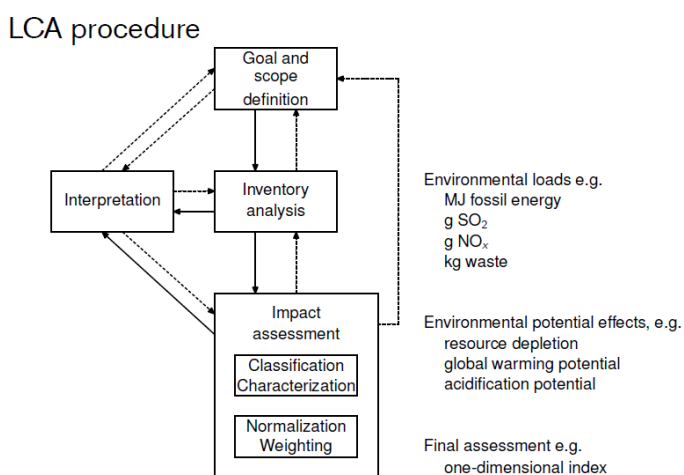 LCA procedure
Goal and
scope
definition
Interpretation
Inventory
analysis
Environmental loads e.g.
MJ fossil energy
g SO₂
g NOₓ
kg waste
Impact
assessment
Classification
Characterization
Normalization
Weighting
Environmental potential effects, e.g.
resource depletion
global warming potential
acidification potential
Final assessment e.g.
one-dimensional index